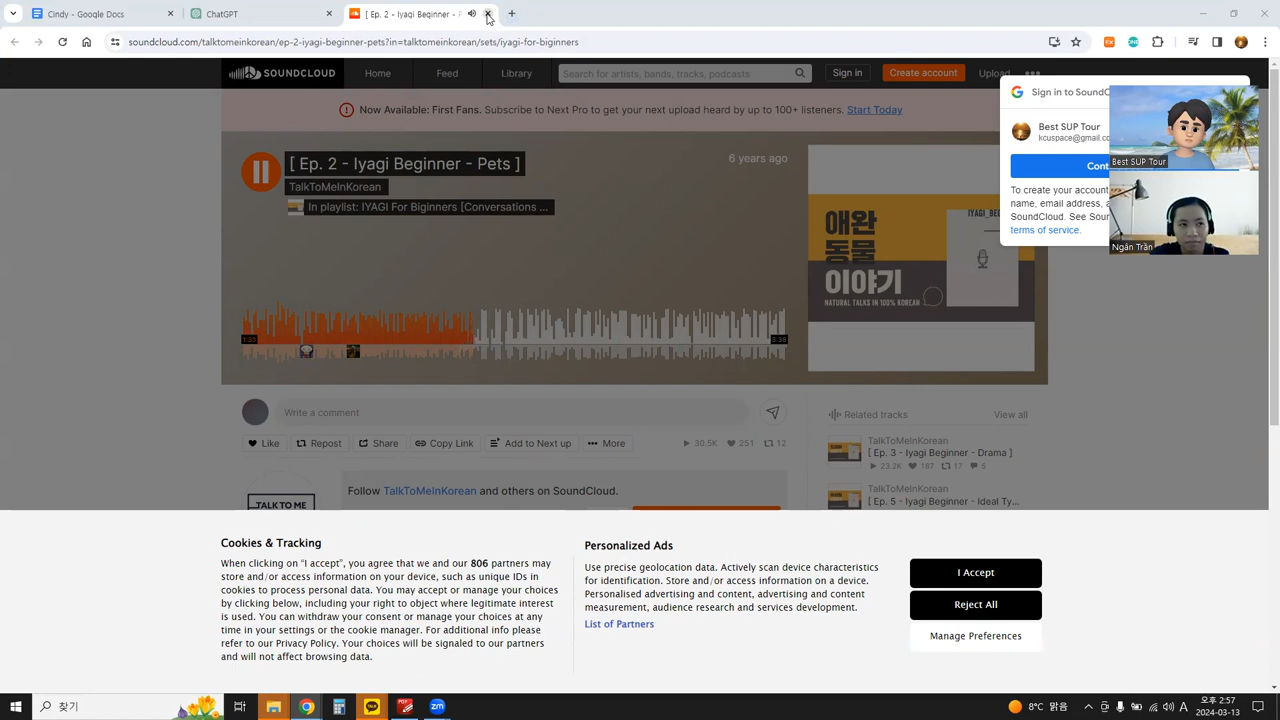 Cindy - Google Docs
ChatGPT
[ Ep. 2 - Iyagi Beginner - P
soundcloud.com/talktomeinkorean/ep-2-iyagi-beginner-pets?in=talktomeinkorean/sets/iyagi-for-biginners
SOUNDCLOUD
Home
Feed
Library
Search for artists, bands, tracks, podcasts
Sign in
Create account
Upload
Now Available: First Fans. Subscribe to Next Pro to get your next upload heard by up to 100+ listeners. Start Today
Sign in to SoundC
Best SUP Tour
kcuspace@gmail.co
Cont
To create your account
name, email address, a
SoundCloud. See Soun
terms of service.
Best SUP Tour
Ngân Trần
[ Ep. 2 - Iyagi Beginner - Pets ]
TalkToMeInKorean
In playlist: IYAGI For Biginners [Conversations ...
6 years ago
애완
동물
이야기
IYAGI_BE
NATURAL TALKS IN 100% KOREAN
1:33
3:38
Write a comment
Like
Repost
Share
Copy Link
Add to Next up
More
30.5K
251
12
Related tracks
View all
TalkToMeInKorean
[ Ep. 3 - Iyagi Beginner - Drama ]
23.2K
187
17
5
TalkToMeInKorean
[ Ep. 5 - Iyagi Beginner - Ideal Ty...
TALK TO ME
Follow TalkToMeInKorean and others on SoundCloud.
Cookies & Tracking
When clicking on "I accept", you agree that we and our 806 partners may
store and/or access information on your device, such as unique IDs in
cookies to process personal data. You may accept or manage your choices
by clicking below, including your right to object where legitimate interest
is used. You can withdraw your consent or manage your choices at any
time in your settings or the cookie manager. For additional info please
refer to our Privacy Policy. Your choices will be signaled to our partners
and will not affect browsing data.
Personalized Ads
Use precise geolocation data. Actively scan device characteristics
for identification. Store and/or access information on a device.
Personalised advertising and content, advertising and content
measurement, audience research and services development.
List of Partners
I Accept
Reject All
Manage Preferences
찾기
8°C 맑음
A
오후 2:57
2024-03-13